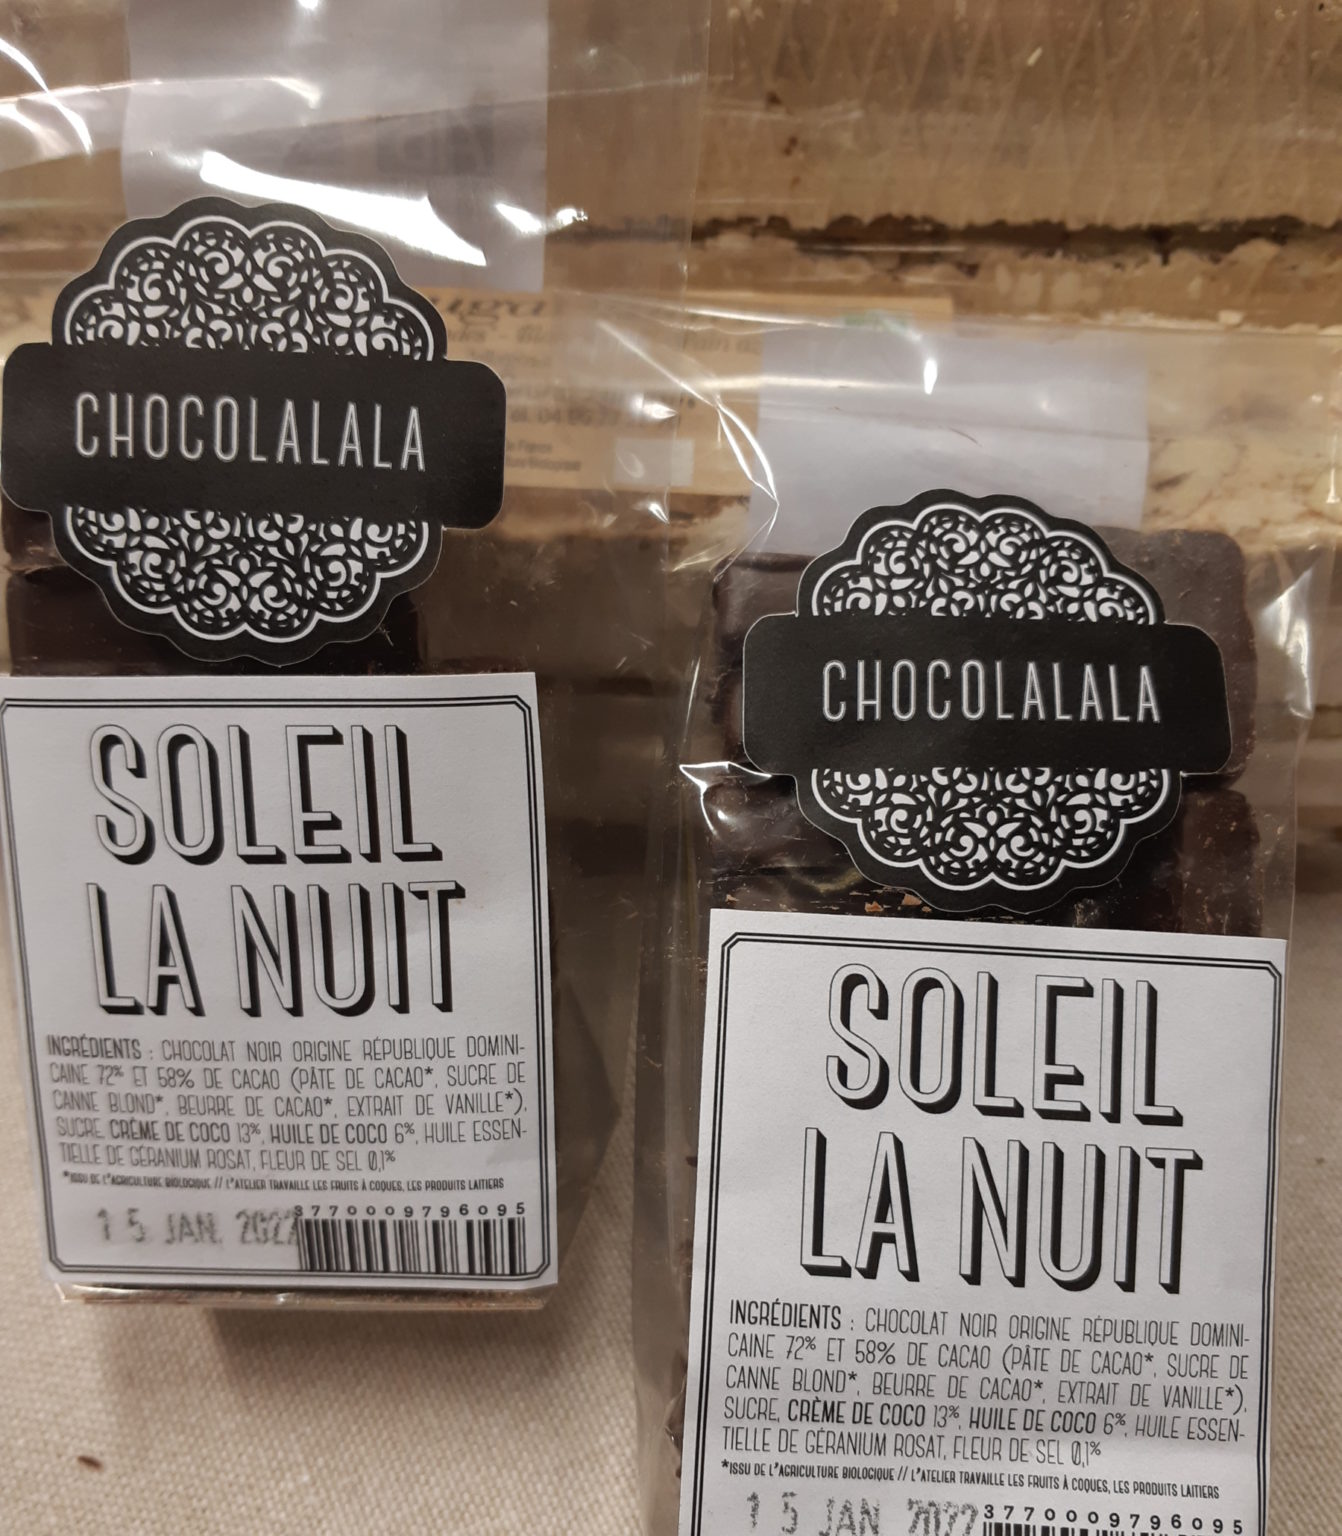 CHOCOLALALA
SOLEIL
LA NUIT
INGRÉDIENTS : CHOCOLAT NOIR ORIGINE RÉPUBLIQUE DOMINI-
CAINE 72% ET 58% DE CACAO (PÂTE DE CACAO*, SUCRE DE
CANNE BLOND*, BEURRE DE CACAO*, EXTRAIT DE VANILLE*),
SUCRE, CRÈME DE COCO 13%, HUILE DE COCO 6%, HUILE ESSEN-
TIELLE DE GÉRANIUM ROSAT, FLEUR DE SEL 0,1%
*ISSU DE L'AGRICULTURE BIOLOGIQUE // L'ATELIER TRAVAILLE LES FRUITS À COQUES, LES PRODUITS LAITIERS
15 JAN. 2022
3770009796095
CHOCOLALALA
SOLEIL
LA NUIT
INGRÉDIENTS : CHOCOLAT NOIR ORIGINE RÉPUBLIQUE DOMINI-
CAINE 72% ET 58% DE CACAO (PÂTE DE CACAO*, SUCRE DE
CANNE BLOND*, BEURRE DE CACAO*, EXTRAIT DE VANILLE*),
SUCRE, CRÈME DE COCO 13%, HUILE DE COCO 6%, HUILE ESSEN-
TIELLE DE GÉRANIUM ROSAT, FLEUR DE SEL 0,1%
*ISSU DE L'AGRICULTURE BIOLOGIQUE // L'ATELIER TRAVAILLE LES FRUITS À COQUES, LES PRODUITS LAITIERS
15 JAN. 2022
3770009796095